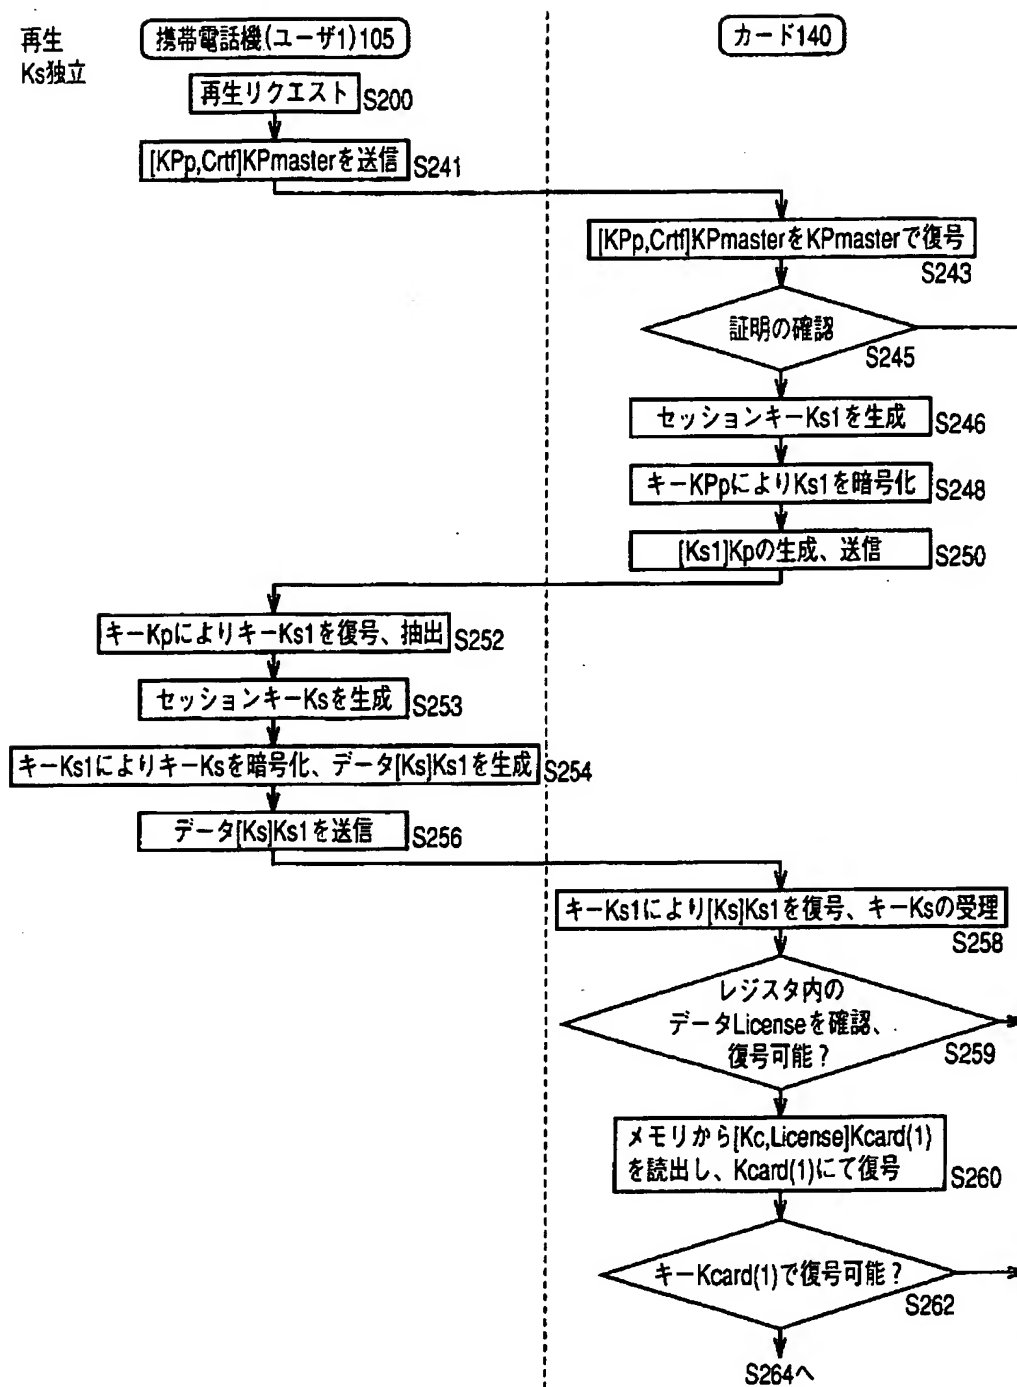 再生
Ks独立
携帯電話機(ユーザ1)105
カード140
再生リクエスト
S200
[KPp,Crtf]KPmasterを送信
S241
[KPp,Crtf]KPmasterをKPmasterで復号
S243
証明の確認
S245
セッションキーKs1を生成
S246
キーKPpによりKs1を暗号化
S248
[Ks1]Kpの生成、送信
S250
キーKpによりキーKs1を復号、抽出
S252
セッションキーKsを生成
S253
キーKs1によりキーKsを暗号化、データ[Ks]Ks1を生成
S254
データ[Ks]Ks1を送信
S256
キーKs1により[Ks]Ks1を復号、キーKsの受理
S258
レジスタ内の
データLicenseを確認、
復号可能？
S259
メモリから[Kc,License]Kcard(1)
を読出し、Kcard(1)にて復号
S260
キーKcard(1)で復号可能？
S262
S264へ